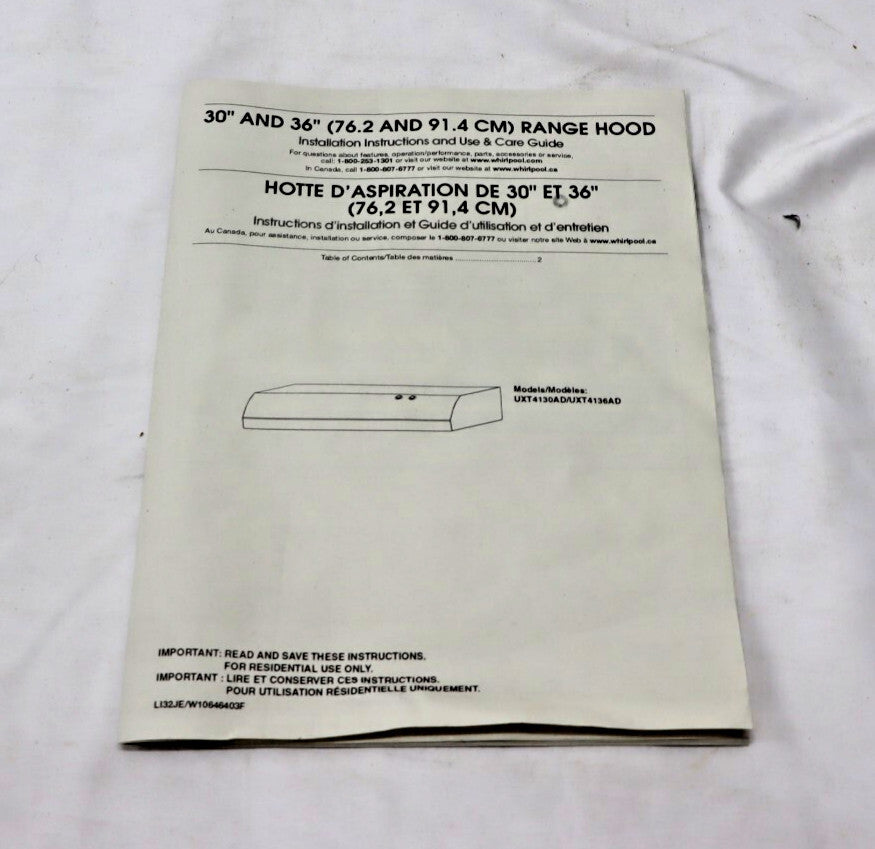 30" AND 36" (76.2 AND 91.4 CM) RANGE HOOD
Installation Instructions and Use & Care Guide
For questions about features, operation/performance, parts, accessories or service,
call: 1-800-253-1301 or visit our website at www.whirlpool.com
In Canada, call 1-800-807-6777 or visit our website at www.whirlpool.ca
HOTTE D'ASPIRATION DE 30" ET 36"
(76,2 ET 91,4 CM)
Instructions d'installation et Guide d'utilisation et d'entretien
Au Canada, pour assistance, installation ou service, composer le 1-800-807-6777 ou visiter notre site Web à www.whirlpool.ca
Table of Contents/Table des matières ................................ 2
Models/Modèles:
UXT4130AD/UXT4136AD
IMPORTANT: READ AND SAVE THESE INSTRUCTIONS.
FOR RESIDENTIAL USE ONLY.
IMPORTANT : LIRE ET CONSERVER CES INSTRUCTIONS.
POUR UTILISATION RÉSIDENTIELLE UNIQUEMENT.
LI32JE/W10646403F